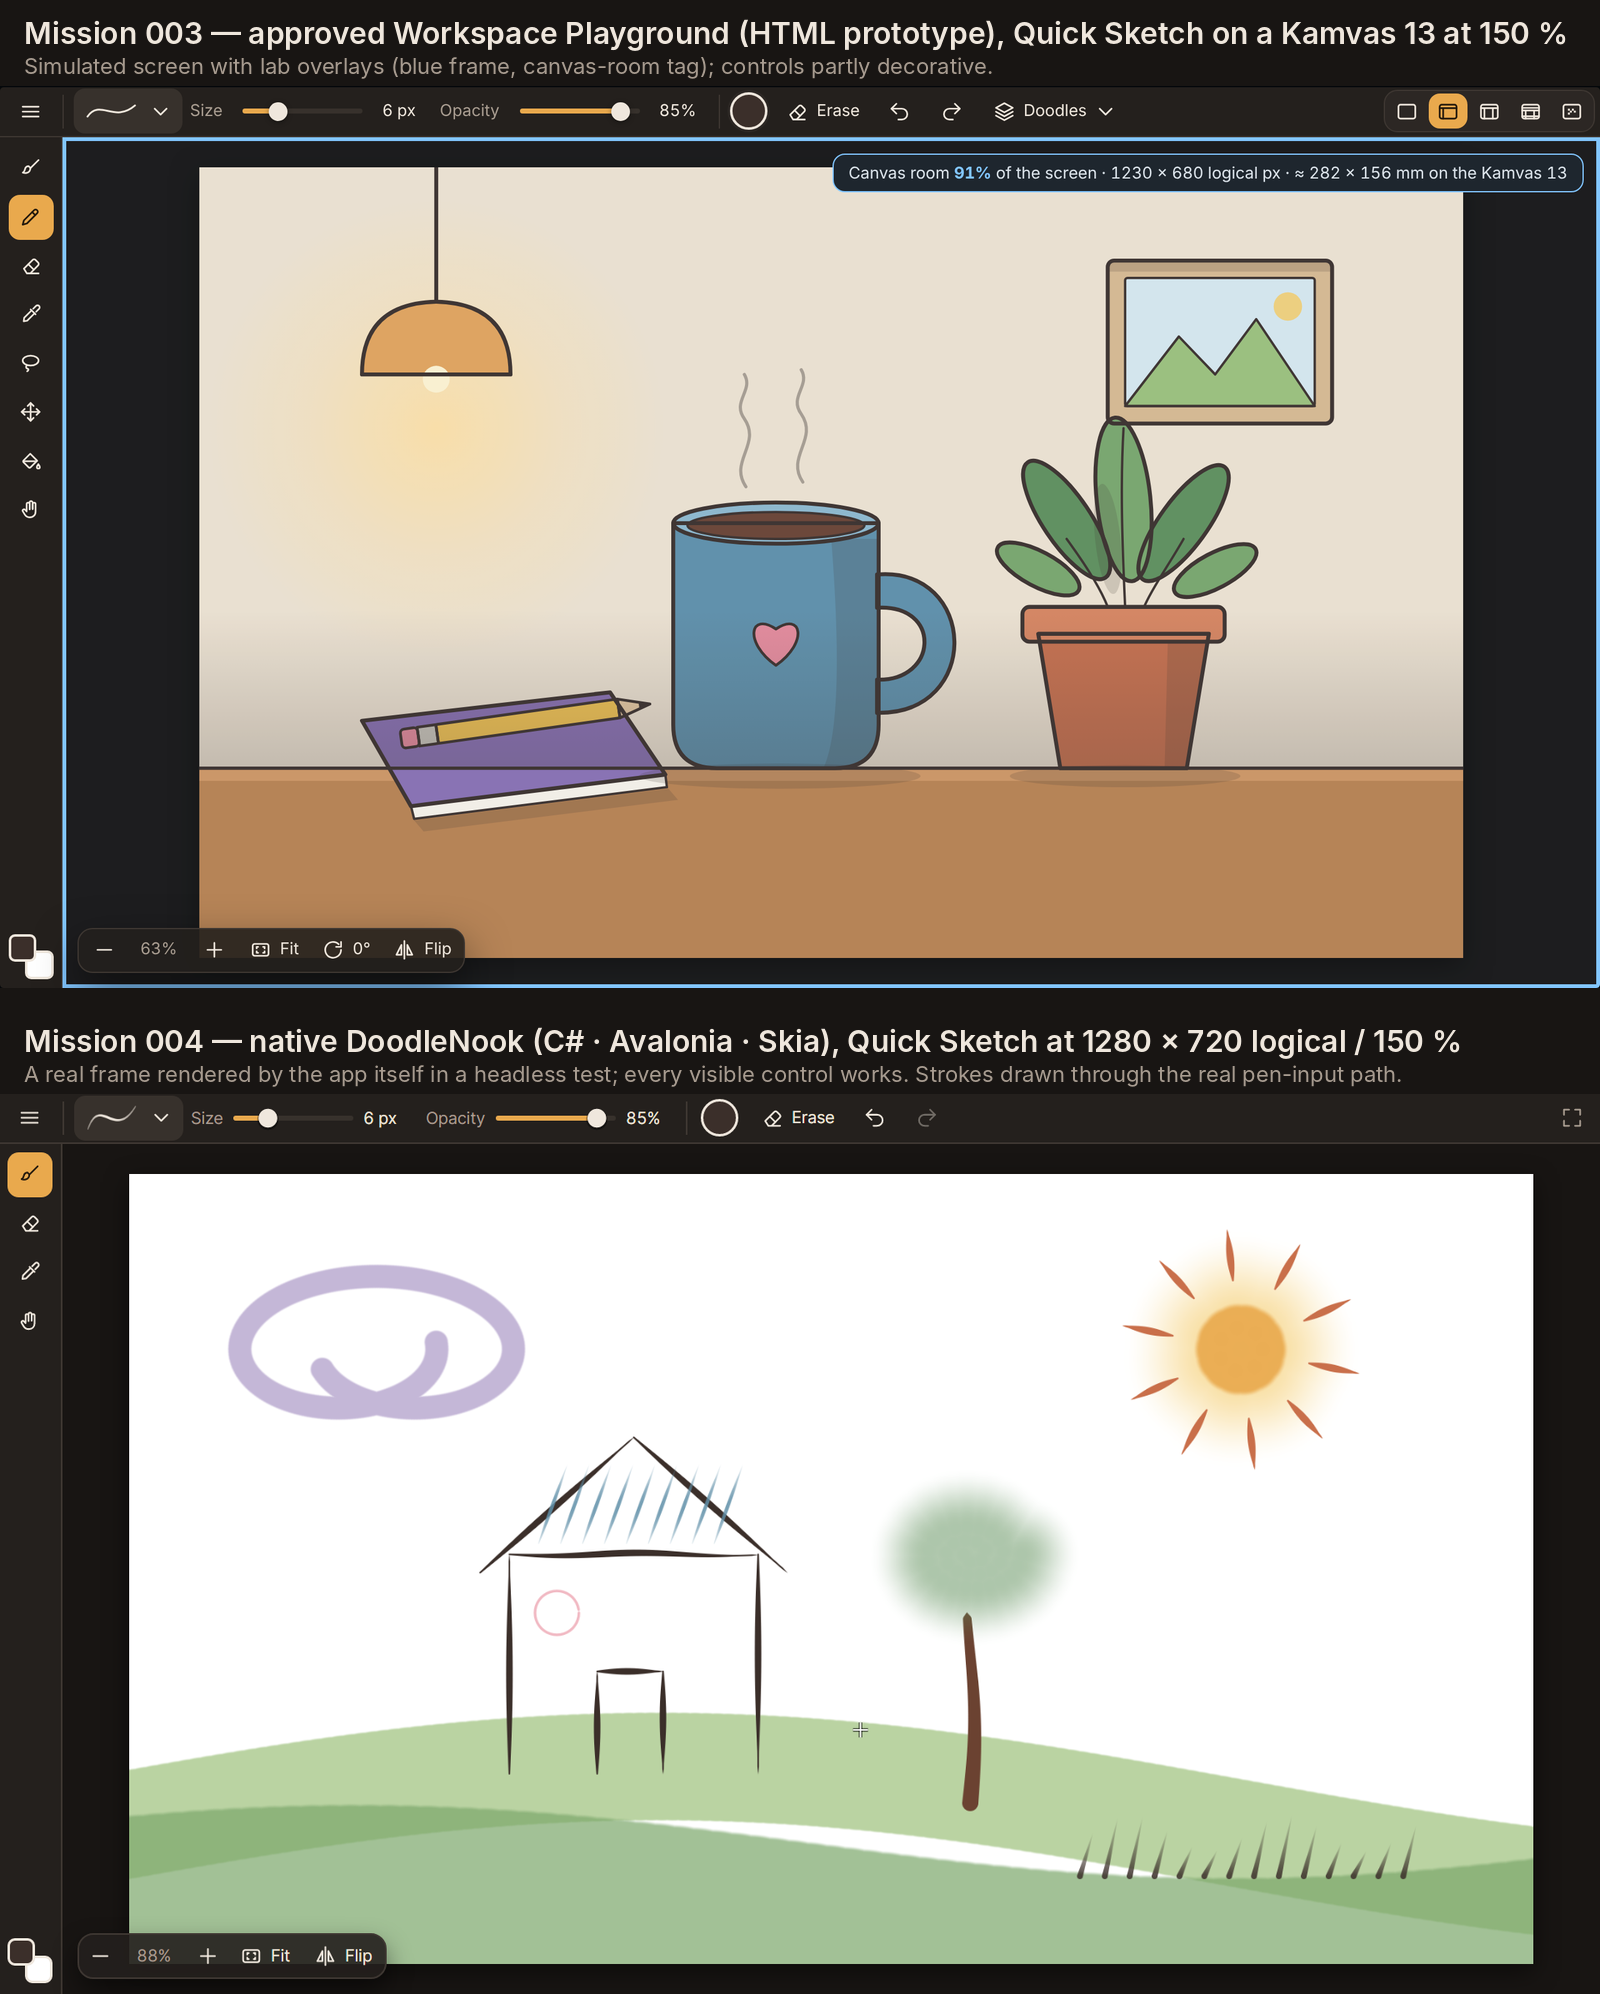 Mission 003 — approved Workspace Playground (HTML prototype), Quick Sketch on a Kamvas 13 at 150 %
Simulated screen with lab overlays (blue frame, canvas-room tag); controls partly decorative.
Size 6 px Opacity 85% Erase Doodles
Canvas room 91% of the screen · 1230 × 680 logical px · ≈ 282 × 156 mm on the Kamvas 13
63% Fit 0° Flip
Mission 004 — native DoodleNook (C# · Avalonia · Skia), Quick Sketch at 1280 × 720 logical / 150 %
A real frame rendered by the app itself in a headless test; every visible control works. Strokes drawn through the real pen-input path.
Size 6 px Opacity 85% Erase
88% Fit Flip